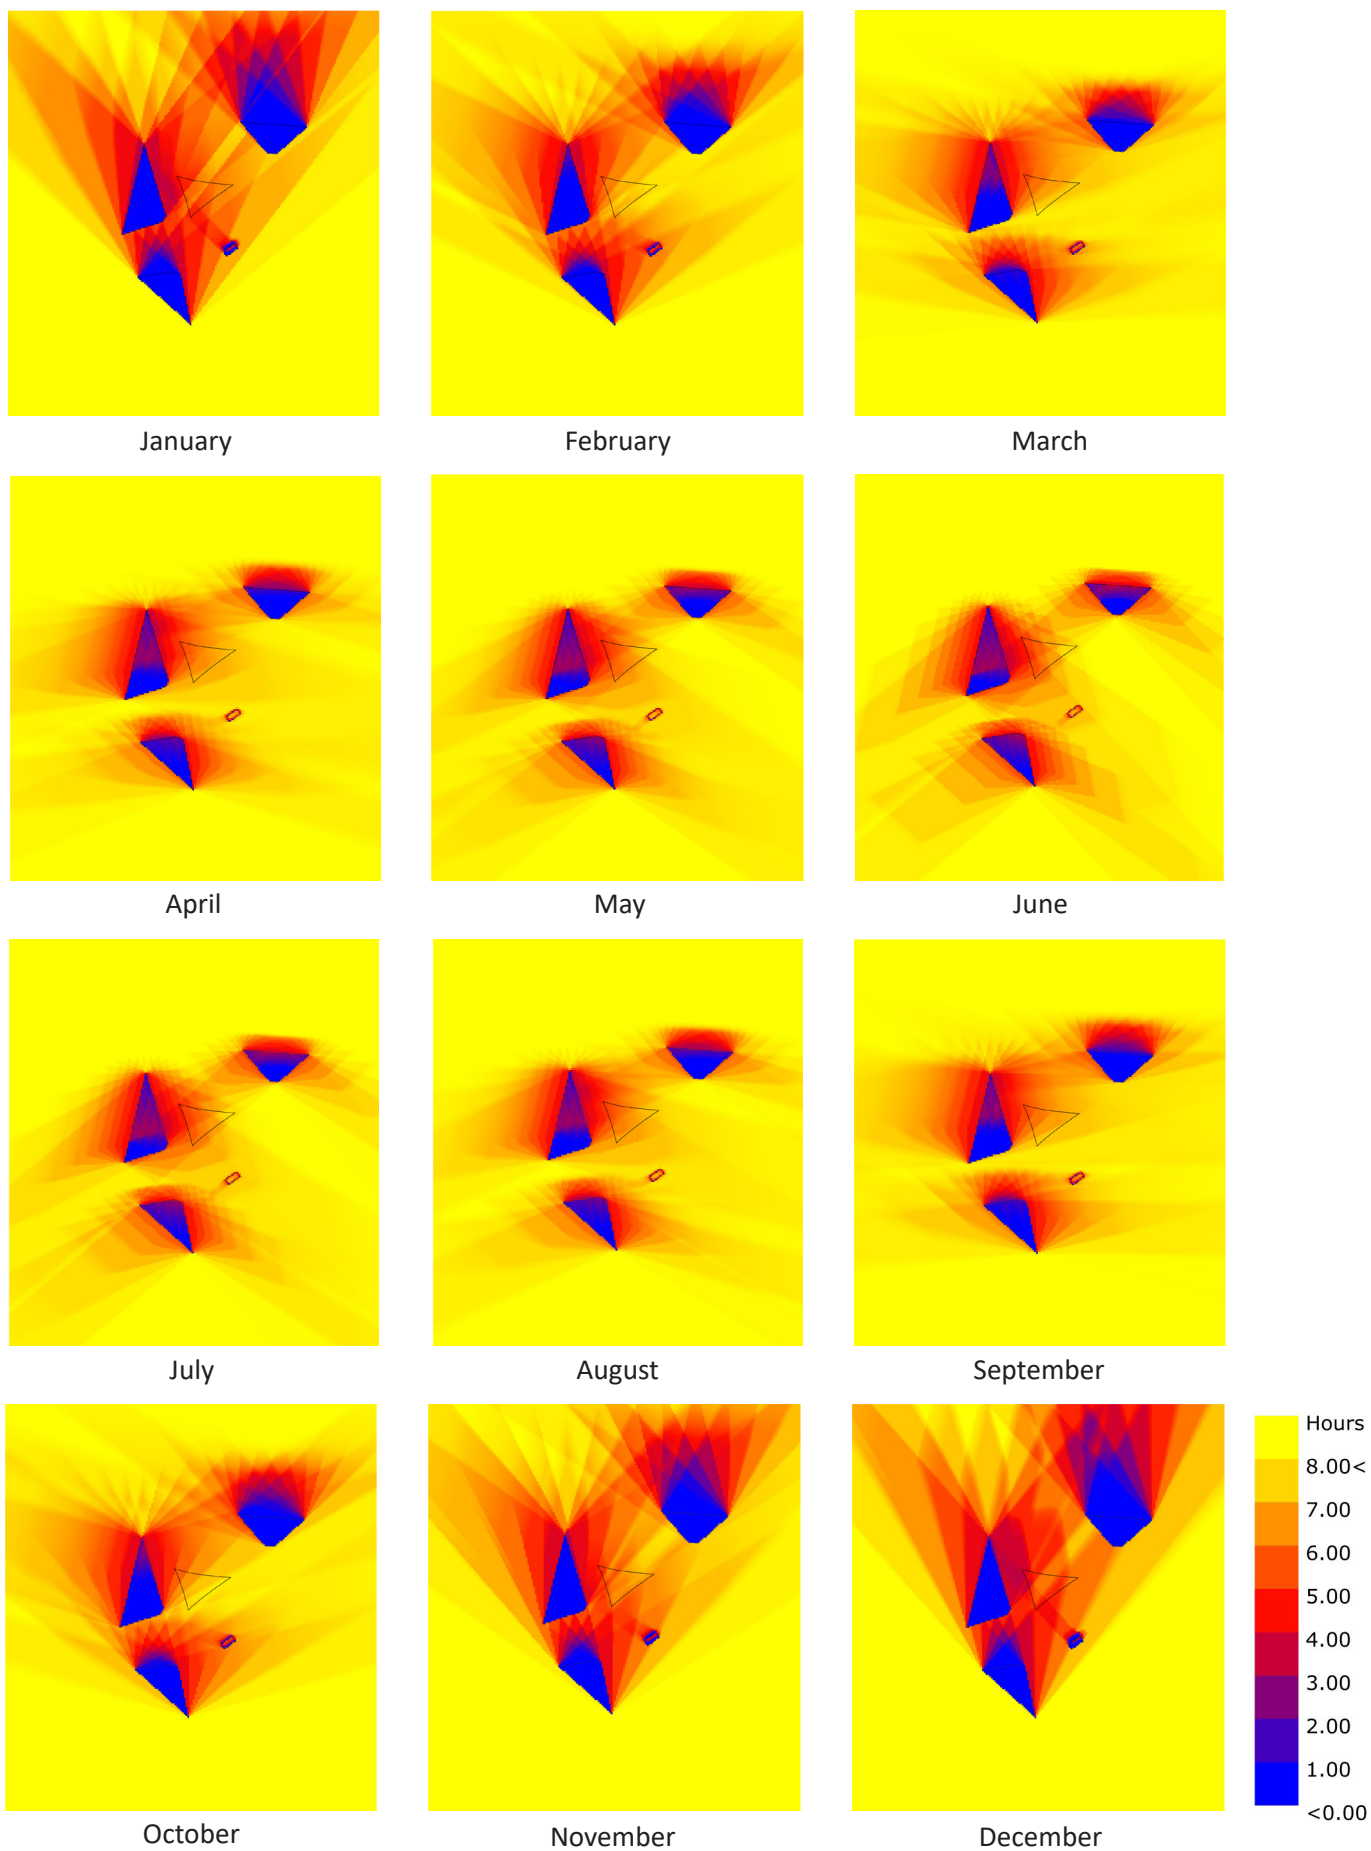 January
February
March
April
May
June
July
August
September
October
November
December
Hours
8.00<
7.00
6.00
5.00
4.00
3.00
2.00
1.00
<0.00